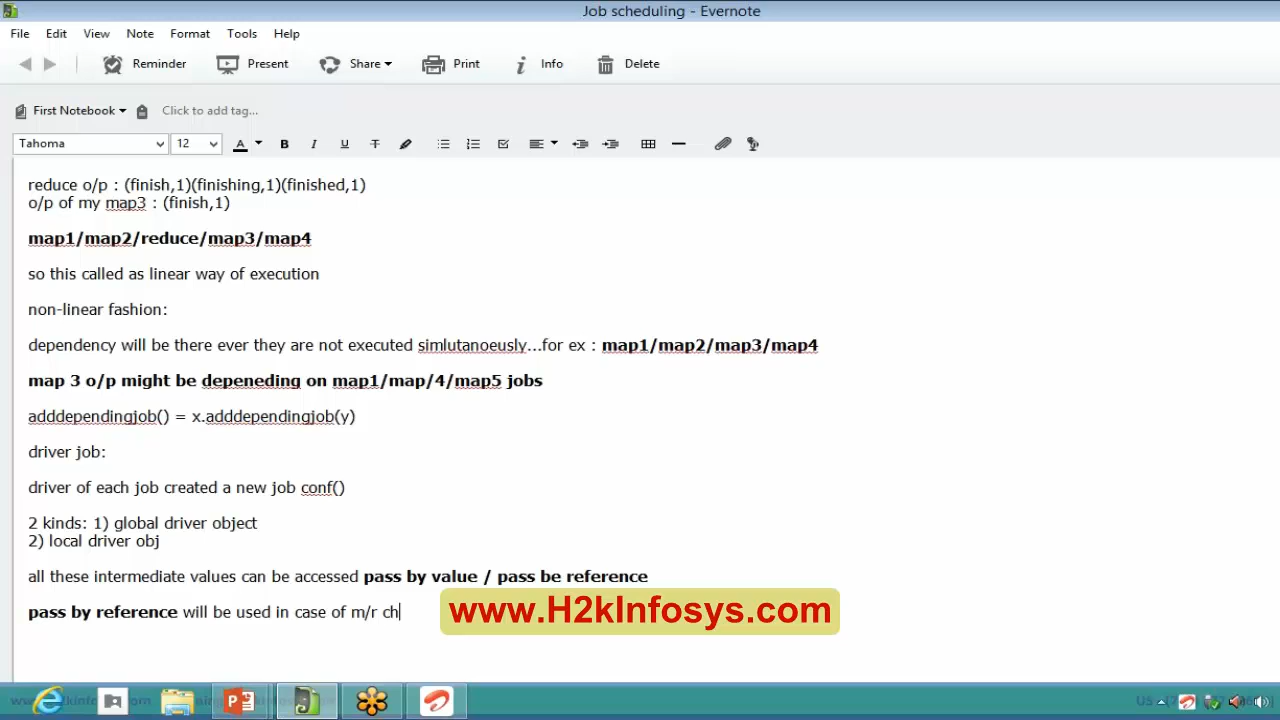 Job scheduling - Evernote
File Edit View Note Format Tools Help
Reminder Present Share Print Info Delete
First Notebook Click to add tag...
Tahoma 12 A B I U T
reduce o/p : (finish,1)(finishing,1)(finished,1)
o/p of my map3 : (finish,1)
map1/map2/reduce/map3/map4
so this called as linear way of execution
non-linear fashion:
dependency will be there ever they are not executed simlutanoeusly...for ex : map1/map2/map3/map4
map 3 o/p might be depeneding on map1/map/4/map5 jobs
adddependingjob() = x.adddependingjob(y)
driver job:
driver of each job created a new job conf()
2 kinds: 1) global driver object
2) local driver obj
all these intermediate values can be accessed pass by value / pass be reference
pass by reference will be used in case of m/r ch
www.H2kInfosys.com
US